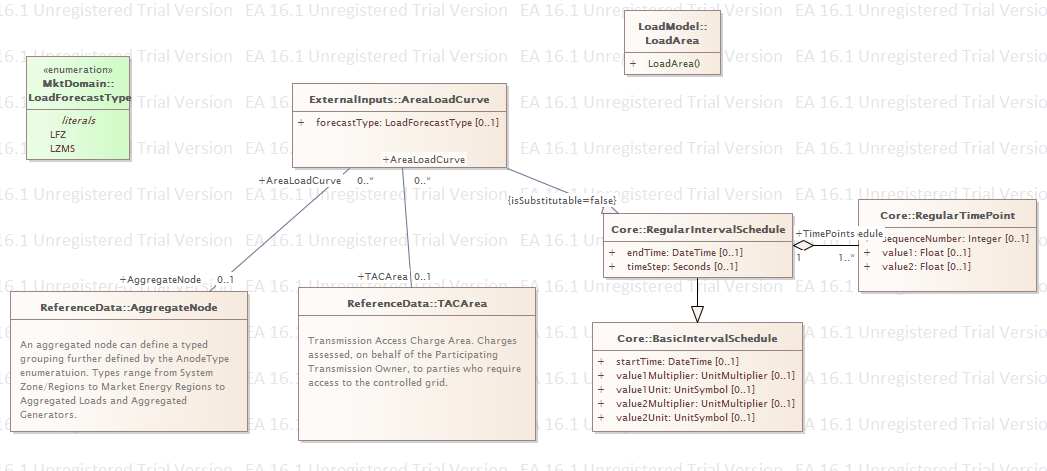 EA 16.1 Unregistered Trial Version
LoadModel::
LoadArea
+ LoadArea()
«enumeration»
MktDomain::
LoadForecastType
literals
LFZ
LZMS
ExternalInputs::AreaLoadCurve
+ forecastType: LoadForecastType [0..1]
+AreaLoadCurve
+AreaLoadCurve 0..* 0..*
{isSubstitutable=false}
Core::RegularIntervalSchedule
+ endTime: DateTime [0..1]
+ timeStep: Seconds [0..1]
+TimePoints edule
1 1..*
Core::RegularTimePoint
sequenceNumber: Integer [0..1]
+ value1: Float [0..1]
+ value2: Float [0..1]
+AggregateNode 0..1
+TACArea 0..1
ReferenceData::AggregateNode
An aggregated node can define a typed
grouping further defined by the AnodeType
enumeratuion. Types range from System
Zone/Regions to Market Energy Regions to
Aggregated Loads and Aggregated
Generators.
ReferenceData::TACArea
Transmission Access Charge Area. Charges
assessed, on behalf of the Participating
Transmission Owner, to parties who require
access to the controlled grid.
Core::BasicIntervalSchedule
+ startTime: DateTime [0..1]
+ value1Multiplier: UnitMultiplier [0..1]
+ value1Unit: UnitSymbol [0..1]
+ value2Multiplier: UnitMultiplier [0..1]
+ value2Unit: UnitSymbol [0..1]